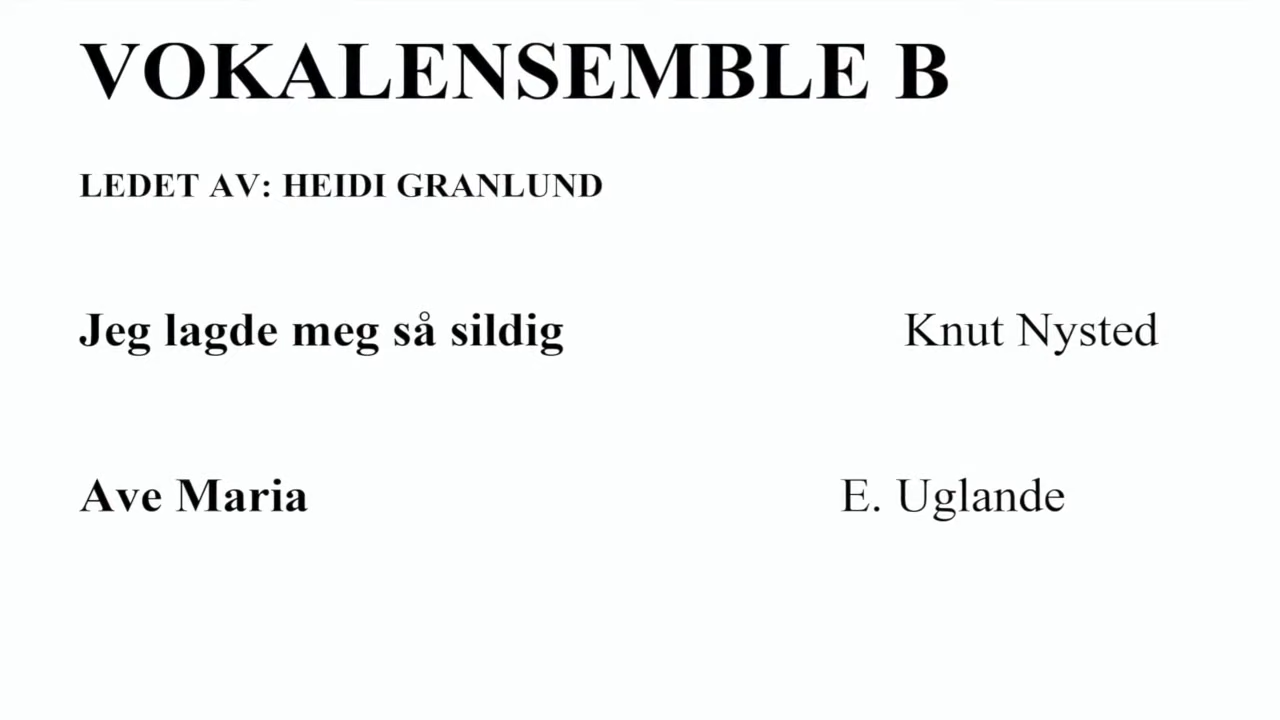 VOKALENSEMBLE B
LEDET AV: HEIDI GRANLUND
Jeg lagde meg så sildig Knut Nysted
Ave Maria E. Uglande